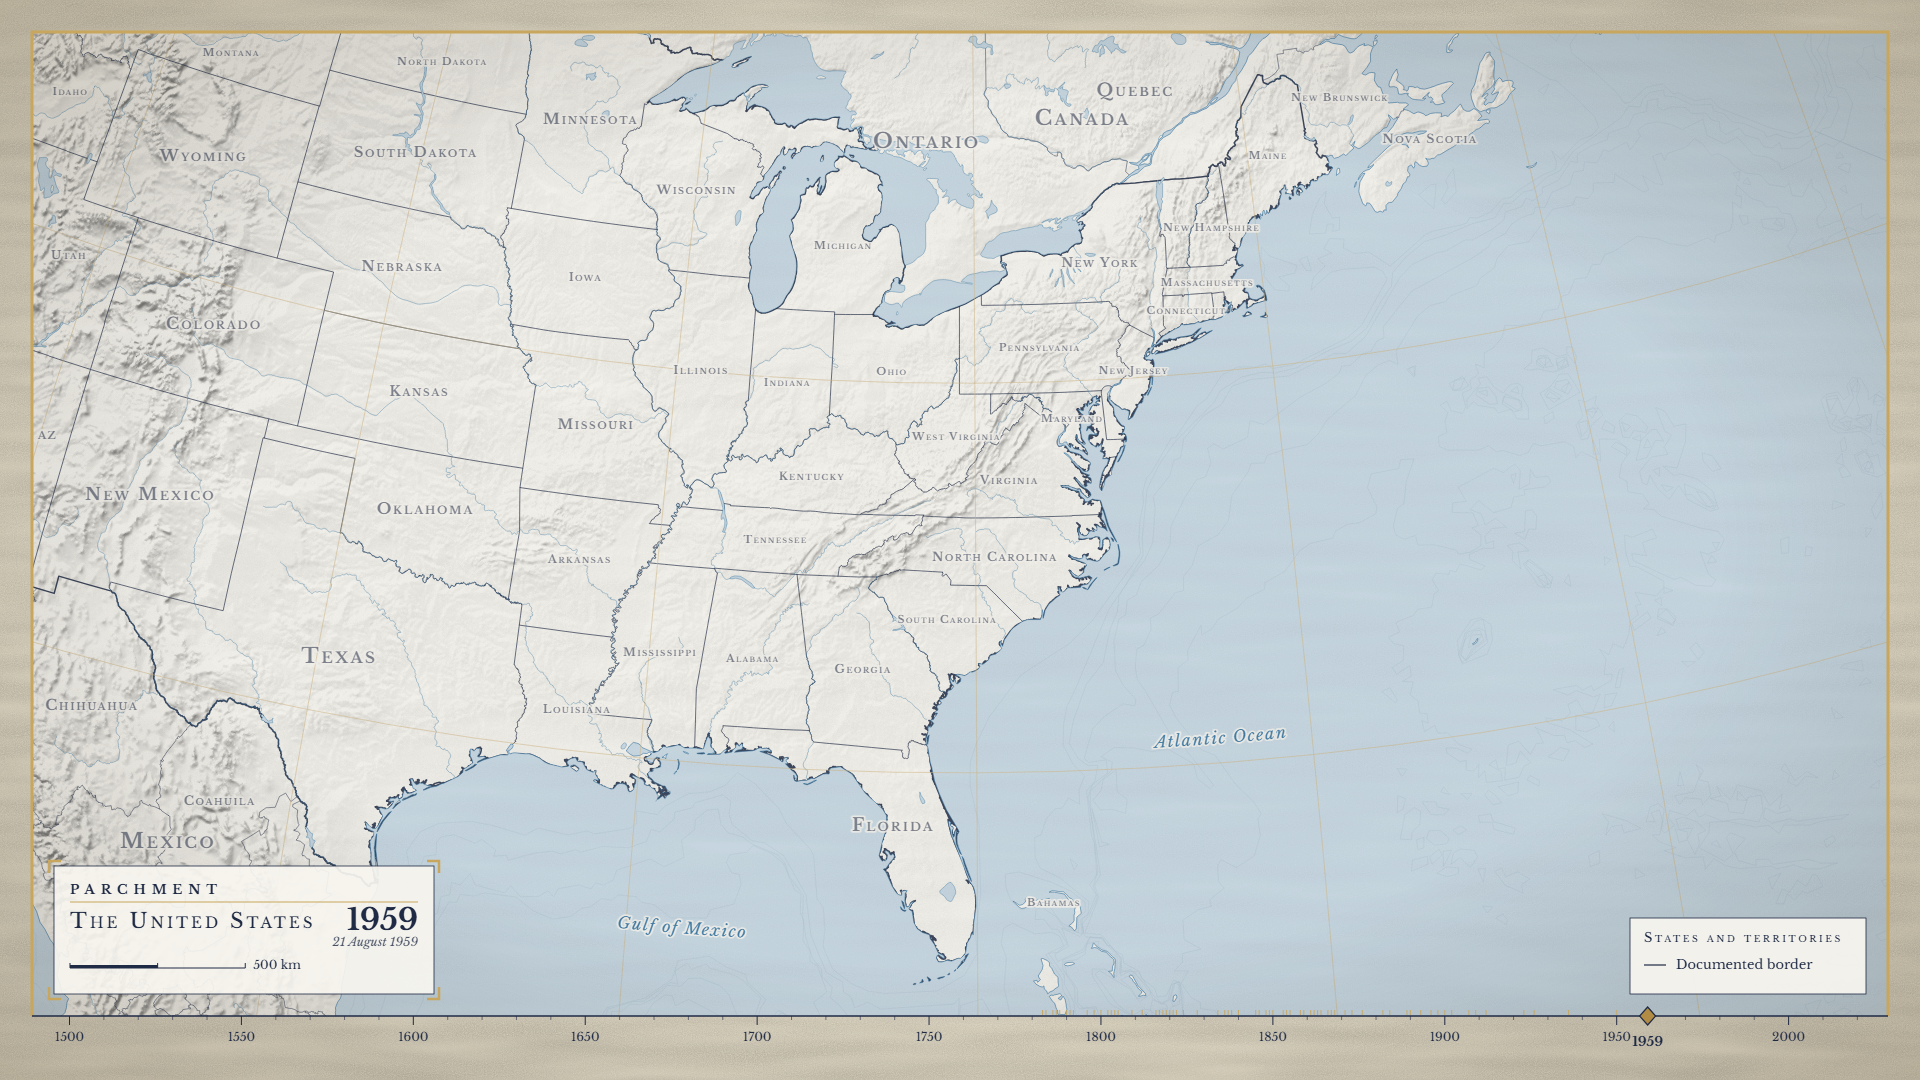 Montana
North Dakota
Idaho
Quebec
New Brunswick
Minnesota
Canada
Ontario
Nova Scotia
Wyoming
South Dakota
Maine
Wisconsin
New Hampshire
Michigan
Utah
New York
Nebraska
Iowa
Massachusetts
Connecticut
Colorado
Pennsylvania
Illinois
Indiana
Ohio
New Jersey
Kansas
Missouri
Maryland
AZ
West Virginia
Kentucky
Virginia
New Mexico
Oklahoma
Tennessee
Arkansas
North Carolina
South Carolina
Texas
Mississippi
Alabama
Georgia
Chihuahua
Louisiana
Atlantic Ocean
Coahuila
Florida
Mexico
Bahamas
Gulf of Mexico
PARCHMENT
The United States 1959
21 August 1959
500 km
States and territories
Documented border
1500 1550 1600 1650 1700 1750 1800 1850 1900 1950 1959 2000